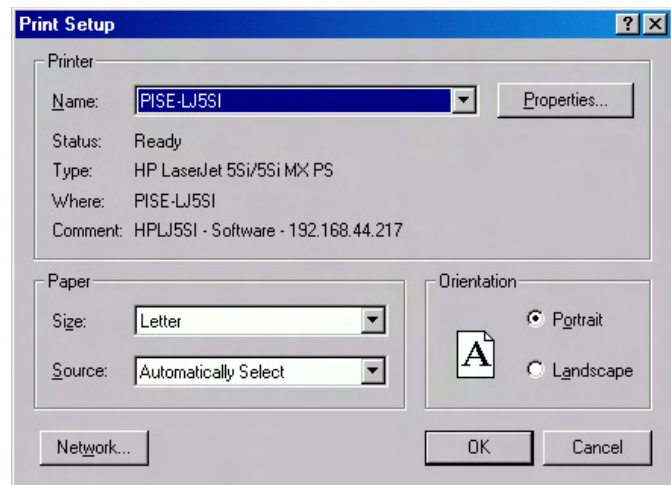 Print Setup
Printer
Name: PISE-LJ5SI Properties...
Status: Ready
Type: HP LaserJet 5Si/5Si MX PS
Where: PISE-LJ5SI
Comment: HPLJ5SI - Software - 192.168.44.217
Paper
Size: Letter
Source: Automatically Select
Orientation
A
Portrait
Landscape
Network... OK Cancel